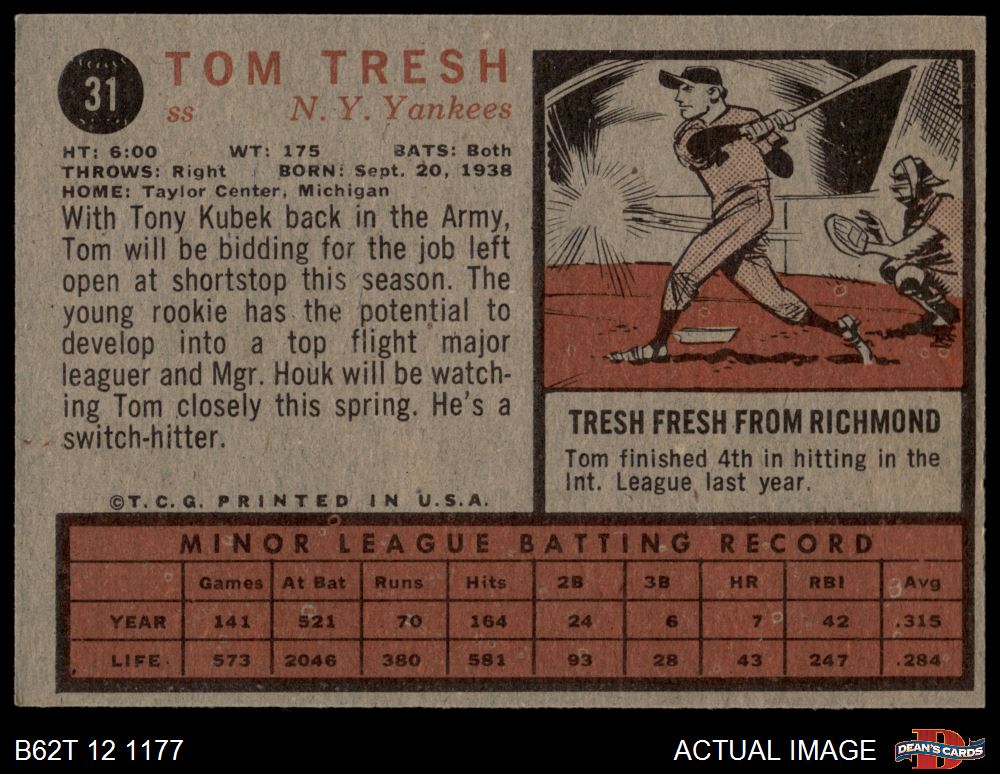 31
TOM TRESH
ss N. Y. Yankees
HT: 6:00 WT: 175 BATS: Both
THROWS: Right BORN: Sept. 20, 1938
HOME: Taylor Center, Michigan
With Tony Kubek back in the Army,
Tom will be bidding for the job left
open at shortstop this season. The
young rookie has the potential to
develop into a top flight major
leaguer and Mgr. Houk will be watch-
ing Tom closely this spring. He's a
switch-hitter.
©T.C.G. PRINTED IN U.S.A.
TRESH FRESH FROM RICHMOND
Tom finished 4th in hitting in the
Int. League last year.
MINOR LEAGUE BATTING RECORD
Games At Bat Runs Hits 2B 3B HR RBI Avg
YEAR 141 521 70 164 24 6 7 42 .315
LIFE 573 2046 380 581 93 28 43 247 .284
B62T 12 1177
ACTUAL IMAGE
D
DEAN'S CARDS